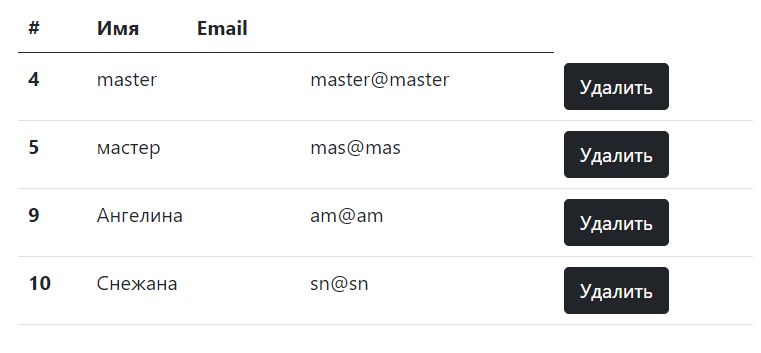 # Имя Email
4 master master@master Удалить
5 мастер mas@mas Удалить
9 Ангелина am@am Удалить
10 Снежана sn@sn Удалить